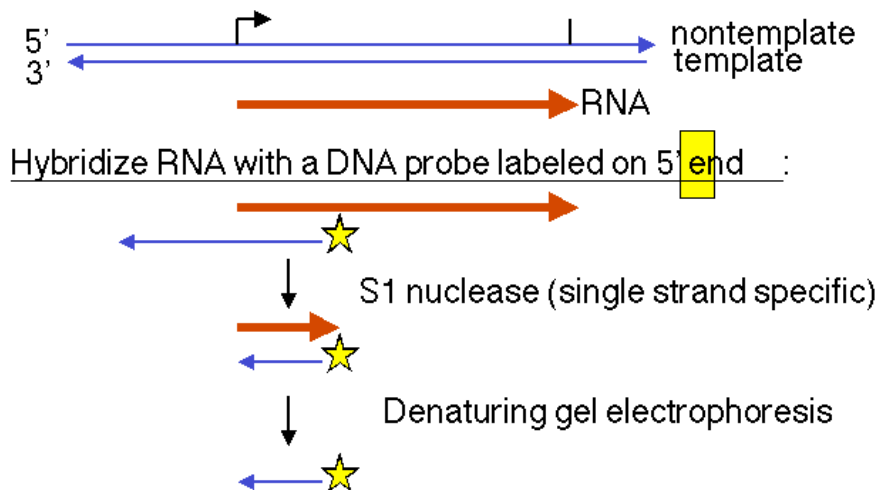 5’
nontemplate
3’
template
RNA
Hybridize RNA with a DNA probe labeled on 5’ end :
S1 nuclease (single strand specific)
Denaturing gel electrophoresis